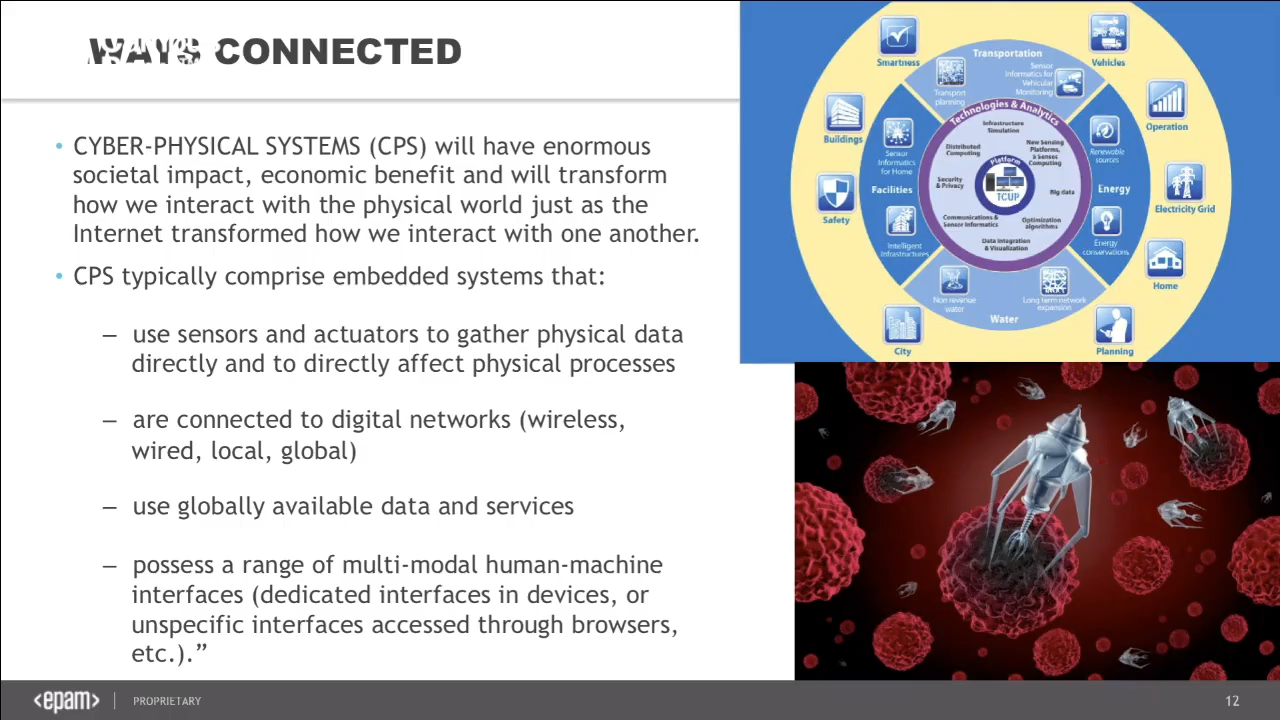 CONNECTED
• CYBER-PHYSICAL SYSTEMS (CPS) will have enormous
societal impact, economic benefit and will transform
how we interact with the physical world just as the
Internet transformed how we interact with one another.
• CPS typically comprise embedded systems that:
– use sensors and actuators to gather physical data
directly and to directly affect physical processes
– are connected to digital networks (wireless,
wired, local, global)
– use globally available data and services
– possess a range of multi-modal human-machine
interfaces (dedicated interfaces in devices, or
unspecific interfaces accessed through browsers,
etc.).”
Smartness
Vehicles
Transportation
Transport
planning
Sensor
Informatics for
Vehicular
Monitoring
Operation
Buildings
Technologies & Analytics
Infrastructure
Simulation
Distributed
Computing
New Sensing
Platforms,
& Senses
Computing
Sensor
Informatics
for Home
Renewable
sources
Platform
TCUP
Security
& Privacy
Big data
Facilities
Energy
Safety
Electricity Grid
Communications &
Sensor Informatics
Optimization
algorithms
Data Integration
& Visualization
Intelligent
Infrastructures
Energy
conservations
Home
Non revenue
water
Long term network
expansion
Water
City
Planning
<epam>
PROPRIETARY
12